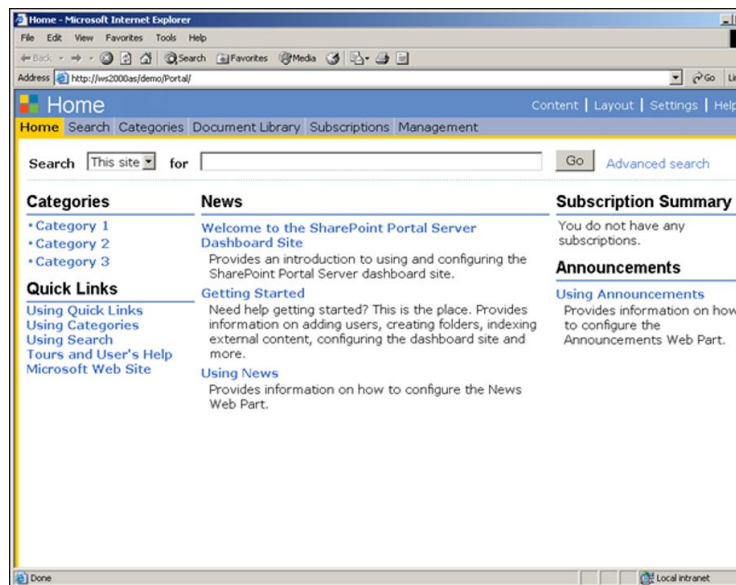 Home - Microsoft Internet Explorer
File Edit View Favorites Tools Help
Back Search Favorites Media
Address http://ws2000as/demo/Portal/ Go
Home
Content | Layout | Settings | Help
Home Search Categories Document Library Subscriptions Management
Search This site for Go Advanced search
Categories
• Category 1
• Category 2
• Category 3
Quick Links
Using Quick Links
Using Categories
Using Search
Tours and User's Help
Microsoft Web Site
News
Welcome to the SharePoint Portal Server
Dashboard Site
Provides an introduction to using and configuring the
SharePoint Portal Server dashboard site.
Getting Started
Need help getting started? This is the place. Provides
information on adding users, creating folders, indexing
external content, configuring the dashboard site and
more.
Using News
Provides information on how to configure the News
Web Part.
Subscription Summary
You do not have any
subscriptions.
Announcements
Using Announcements
Provides information on how
to configure the
Announcements Web Part.
Done
Local intranet